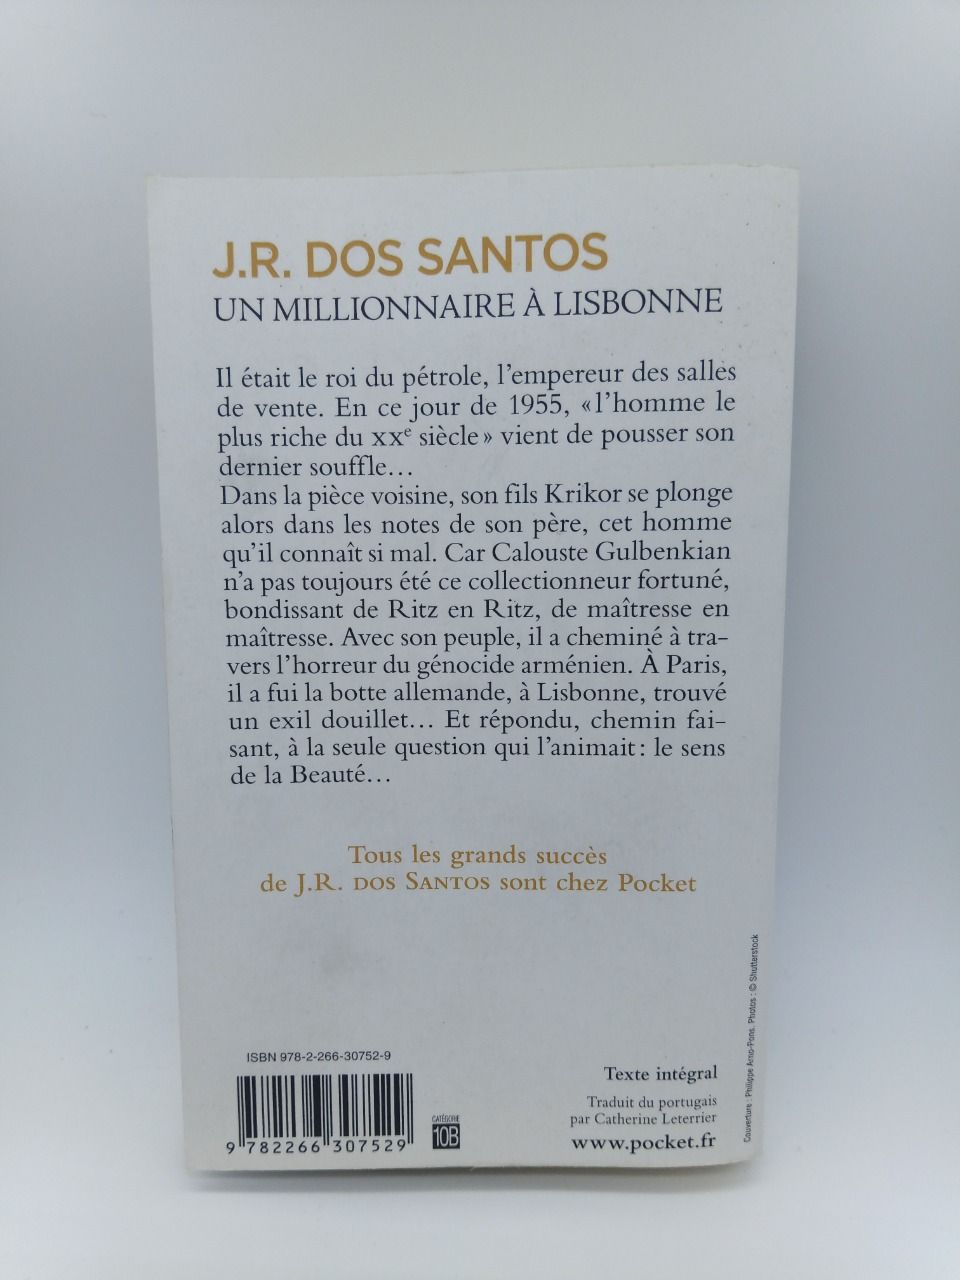 J.R. DOS SANTOS
UN MILLIONNAIRE À LISBONNE
Il était le roi du pétrole, l'empereur des salles
de vente. En ce jour de 1955, «l'homme le
plus riche du XXe siècle» vient de pousser son
dernier souffle…
Dans la pièce voisine, son fils Krikor se plonge
alors dans les notes de son père, cet homme
qu'il connaît si mal. Car Calouste Gulbenkian
n'a pas toujours été ce collectionneur fortuné,
bondissant de Ritz en Ritz, de maîtresse en
maîtresse. Avec son peuple, il a cheminé à tra-
vers l'horreur du génocide arménien. À Paris,
il a fui la botte allemande, à Lisbonne, trouvé
un exil douillet… Et répondu, chemin fai-
sant, à la seule question qui l'animait : le sens
de la Beauté…
Tous les grands succès
de J.R. DOS SANTOS sont chez Pocket
Couverture : Philippe Arno-Pons. Photos : © Shutterstock
ISBN 978-2-266-30752-9
9 782266 307529
CATÉGORIE
10B
Texte intégral
Traduit du portugais
par Catherine Leterrier
www.pocket.fr